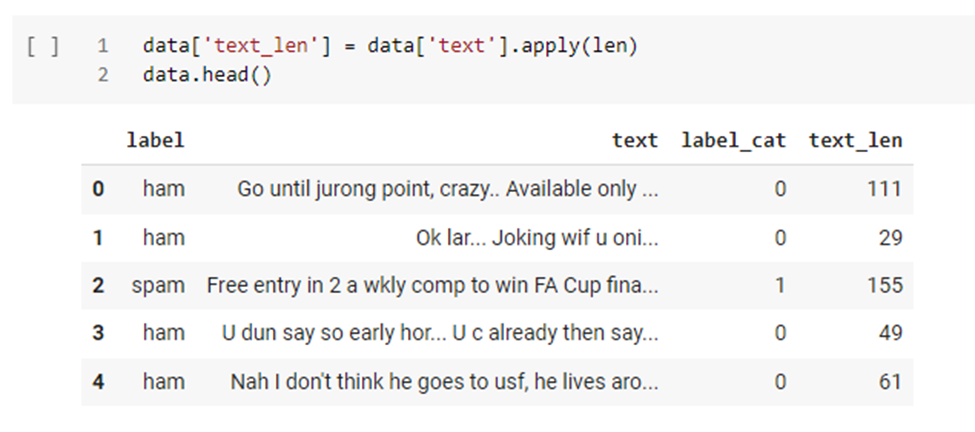 [ ] 1 data['text_len'] = data['text'].apply(len)
2 data.head()
label text label_cat text_len
0 ham Go until jurong point, crazy.. Available only ... 0 111
1 ham Ok lar... Joking wif u oni... 0 29
2 spam Free entry in 2 a wkly comp to win FA Cup fina... 1 155
3 ham U dun say so early hor... U c already then say... 0 49
4 ham Nah I don't think he goes to usf, he lives aro... 0 61